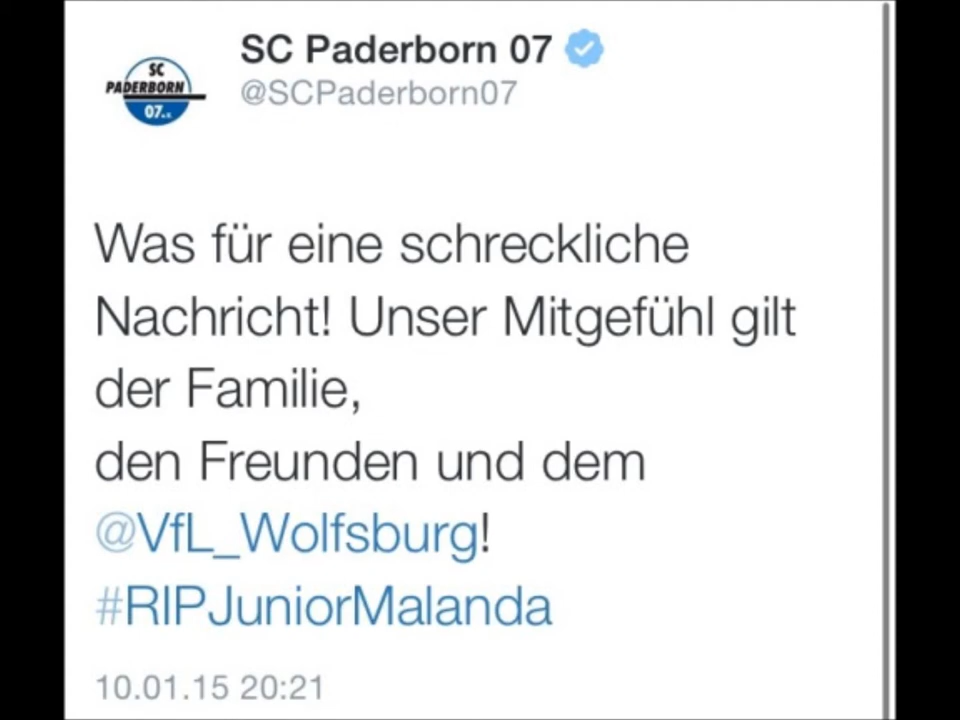 SC Paderborn 07
@SCPaderborn07
SC
PADERBORN
07
Was für eine schreckliche
Nachricht! Unser Mitgefühl gilt
der Familie,
den Freunden und dem
@VfL_Wolfsburg!
#RIPJuniorMalanda
10.01.15 20:21